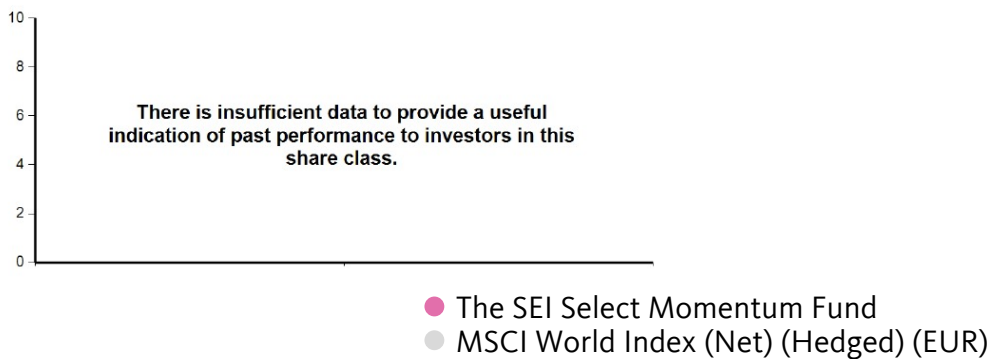 10
8
6
4
2
0
There is insufficient data to provide a useful
indication of past performance to investors in this
share class.
The SEI Select Momentum Fund
MSCI World Index (Net) (Hedged) (EUR)